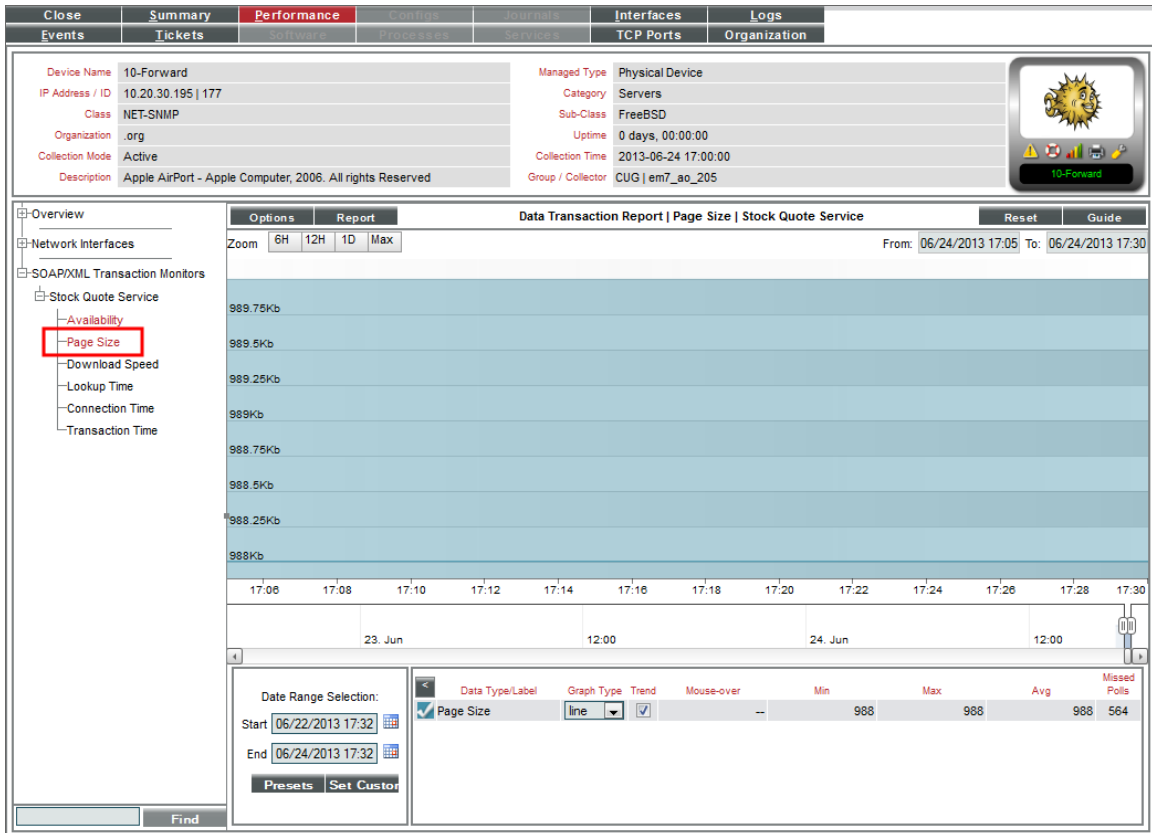 Close Summary Performance Configs Journals Interfaces Logs
Events Tickets Software Processes Services TCP Ports Organization
Device Name 10-Forward Managed Type Physical Device
IP Address / ID 10.20.30.195 | 177 Category Servers
Class NET-SNMP Sub-Class FreeBSD
Organization .org Uptime 0 days, 00:00:00
Collection Mode Active Collection Time 2013-06-24 17:00:00
Description Apple AirPort - Apple Computer, 2006. All rights Reserved Group / Collector CUG | em7_ao_205
10-Forward
Overview
Network Interfaces
SOAP/XML Transaction Monitors
Stock Quote Service
Availability
Page Size
Download Speed
Lookup Time
Connection Time
Transaction Time
Find
Options Report Data Transaction Report | Page Size | Stock Quote Service Reset Guide
Zoom 6H 12H 1D Max From: 06/24/2013 17:05 To: 06/24/2013 17:30
989.75Kb
989.5Kb
989.25Kb
989Kb
988.75Kb
988.5Kb
988.25Kb
988Kb
17:06 17:08 17:10 17:12 17:14 17:16 17:18 17:20 17:22 17:24 17:26 17:28 17:30
23. Jun 12:00 24. Jun 12:00
Date Range Selection:
Start 06/22/2013 17:32
End 06/24/2013 17:32
Presets Set Custor
< Data Type/Label Graph Type Trend Mouse-over Min Max Avg Missed Polls
Page Size line -- 988 988 988 564